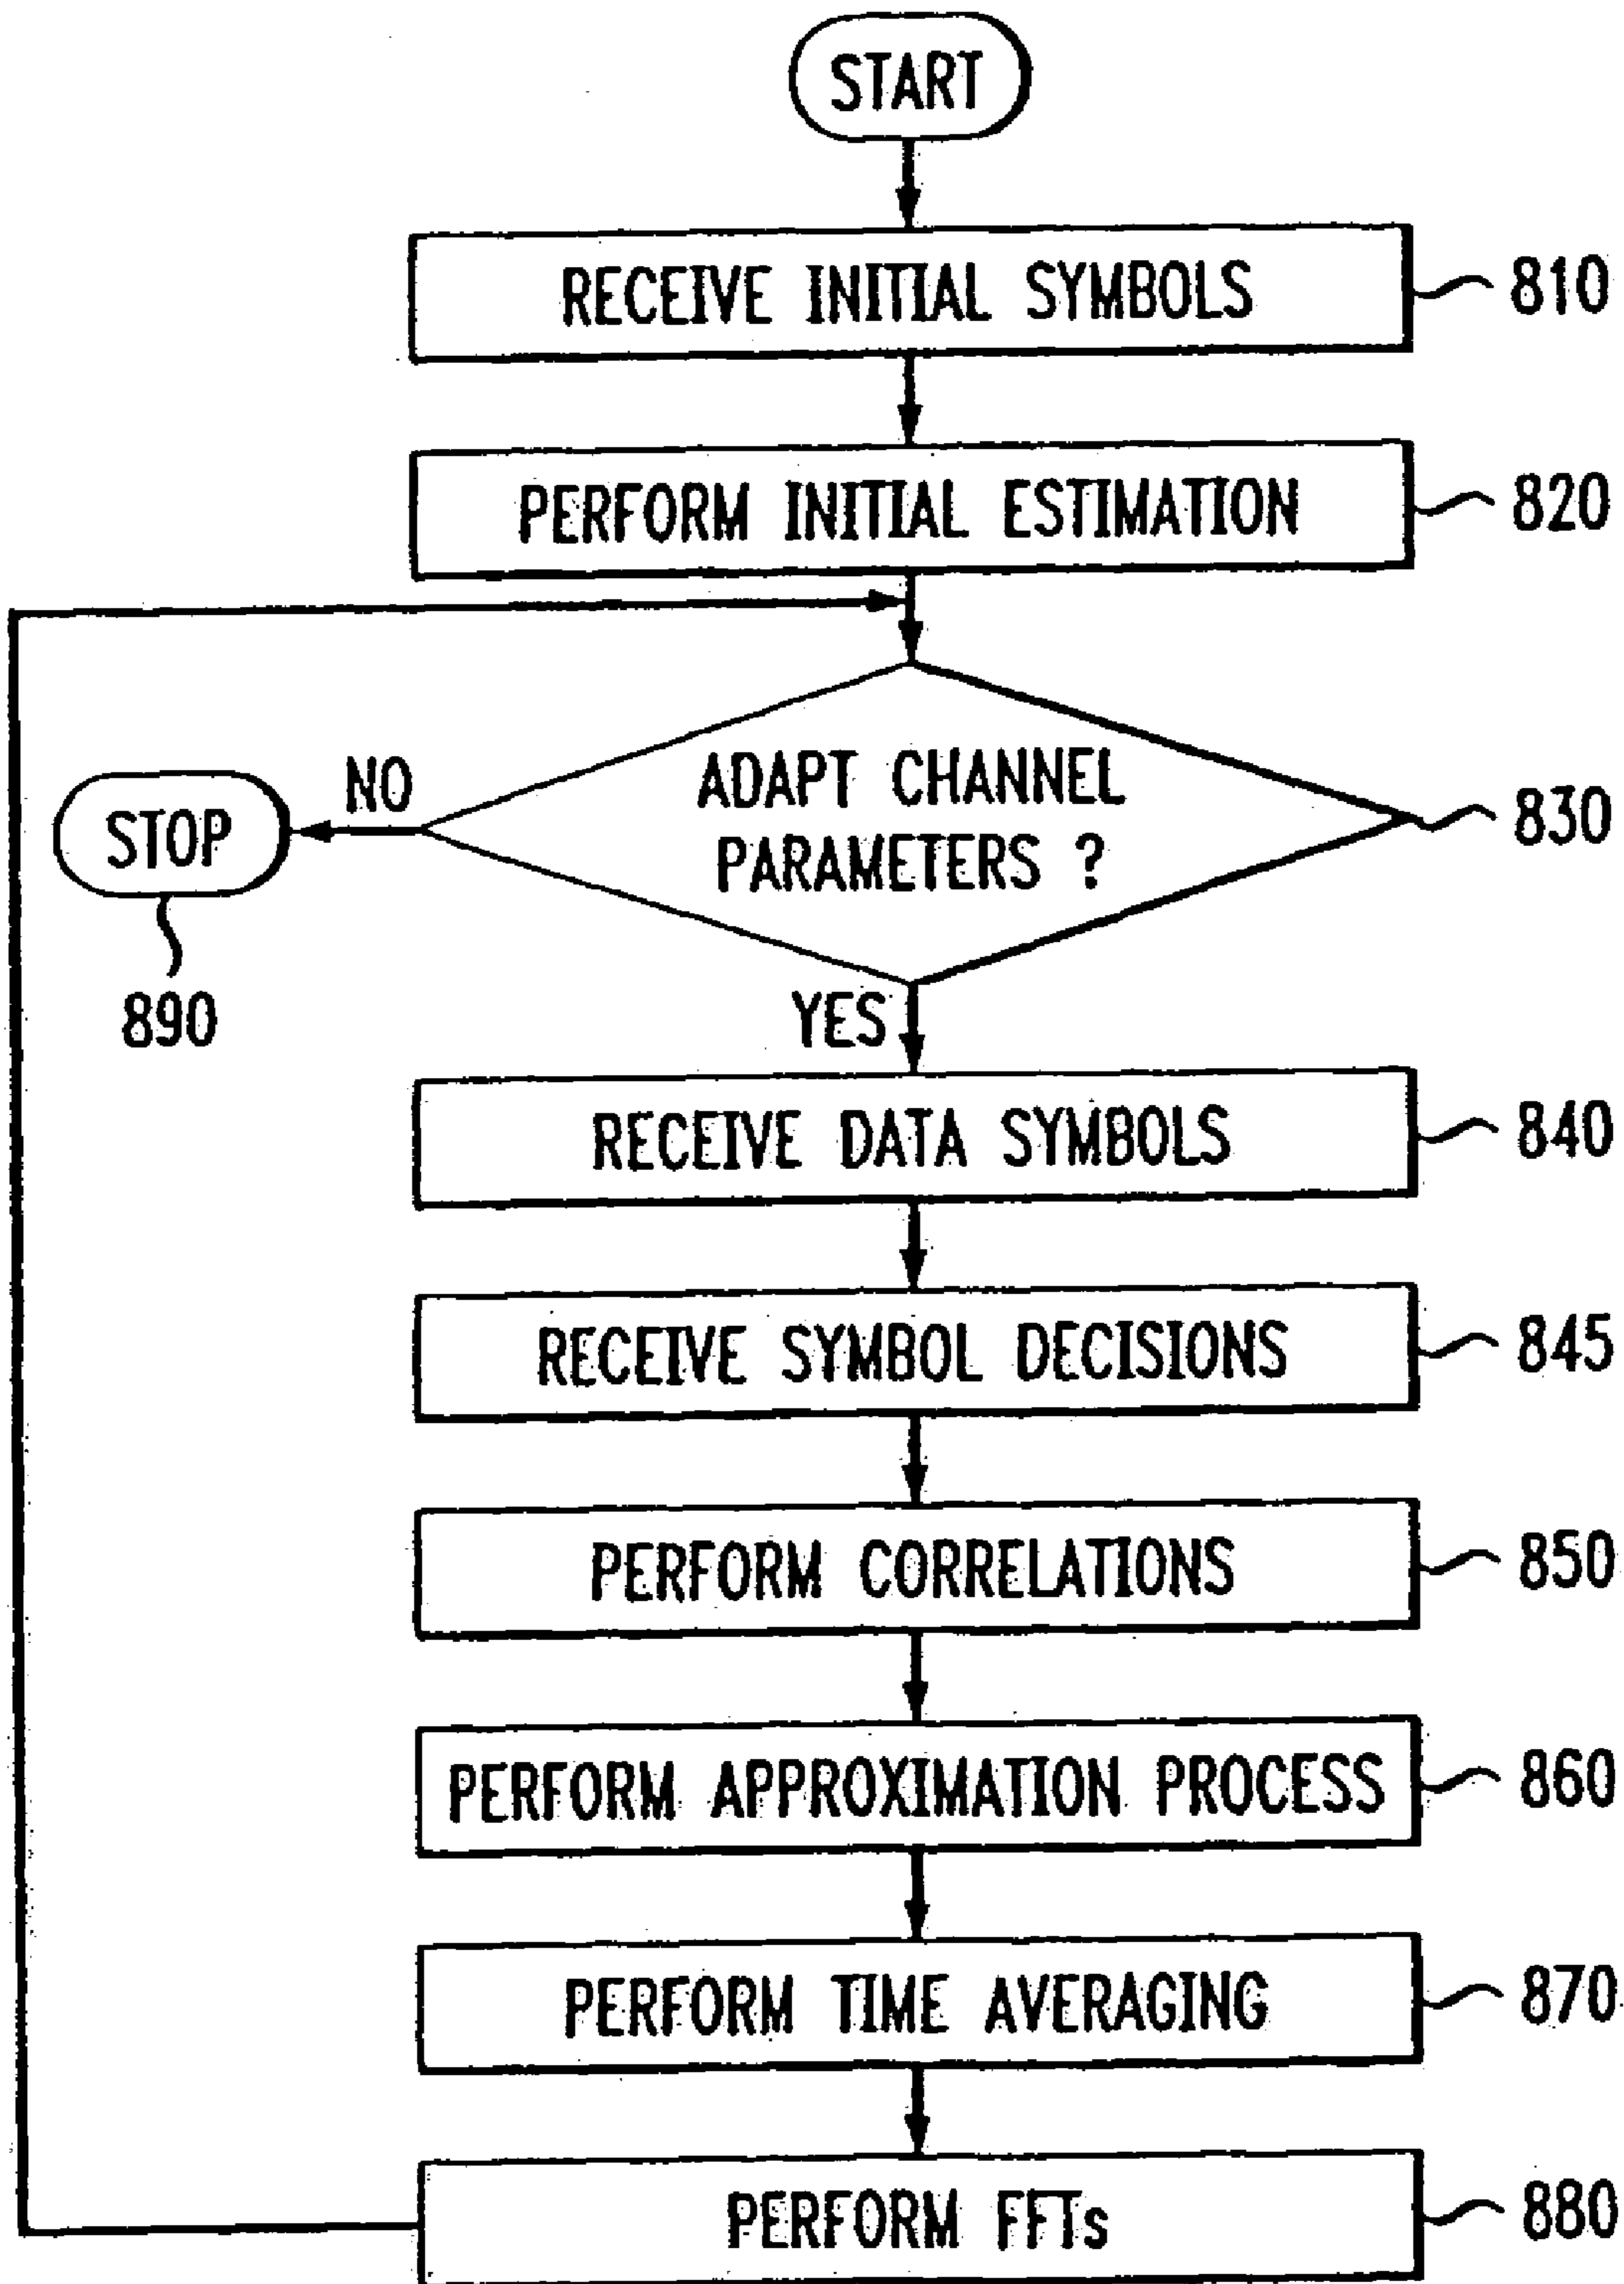 START
RECEIVE INITIAL SYMBOLS
810
PERFORM INITIAL ESTIMATION
820
ADAPT CHANNEL
PARAMETERS ?
830
NO
STOP
890
YES
RECEIVE DATA SYMBOLS
840
RECEIVE SYMBOL DECISIONS
845
PERFORM CORRELATIONS
850
PERFORM APPROXIMATION PROCESS
860
PERFORM TIME AVERAGING
870
PERFORM FFTs
880